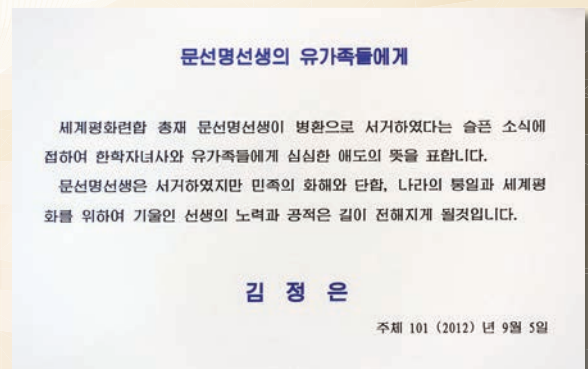 문선명선생의 유가족들에게
세계평화련합 총재 문선명선생이 병환으로 서거하였다는 슬픈 소식에
접하여 한학자녀사와 유가족들에게 심심한 애도의 뜻을 표합니다.
문선명선생은 서거하였지만 민족의 화해와 단합, 나라의 통일과 세계평
화를 위하여 기울인 선생의 노력과 공적은 길이 전해지게 될것입니다.
김 정 은
주체 101 (2012) 년 9월 5일